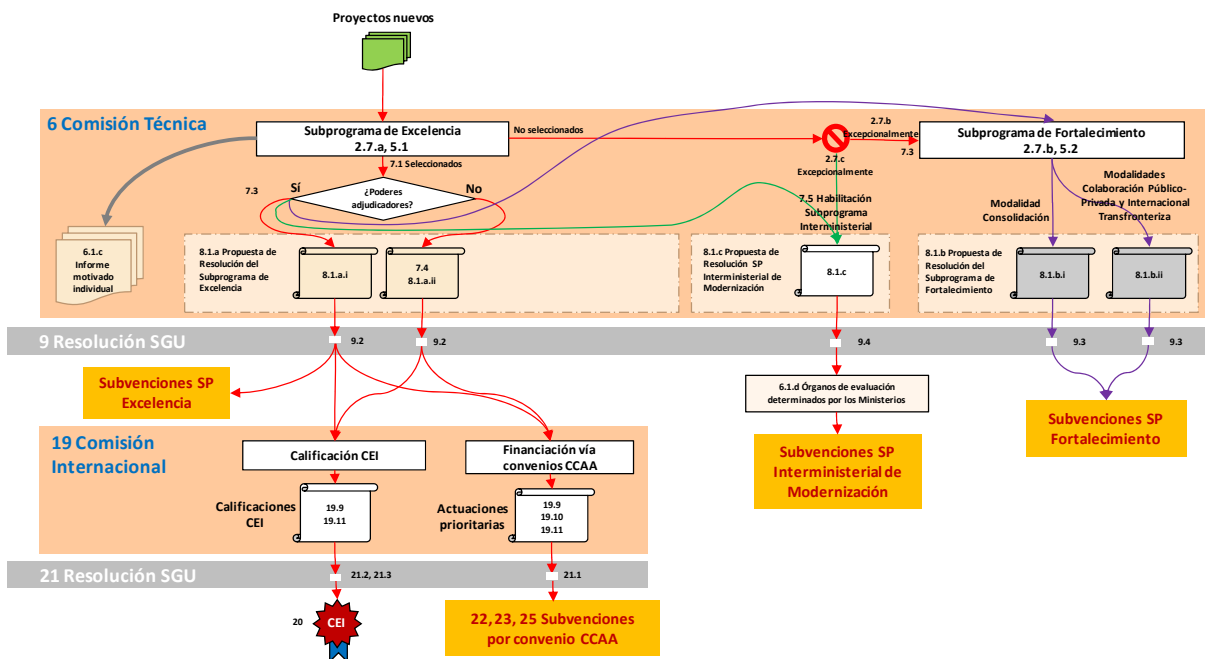 Proyectos nuevos
6 Comisión Técnica
Subprograma de Excelencia
2.7.a, 5.1
No seleccionados
2.7.b
Excepcionalmente
7.3
Subprograma de Fortalecimiento
2.7.b, 5.2
2.7.c
Excepcionalmente
7.1 Seleccionados
7.3
Sí
¿Poderes
adjudicadores?
No
7.5 Habilitación
Subprograma
Interministerial
Modalidad
Consolidación
Modalidades
Colaboración Público-
Privada y Internacional
Transfronteriza
6.1.c
Informe
motivado
individual
8.1.a Propuesta de
Resolución del
Subprograma de
Excelencia
8.1.a.i
7.4
8.1.a.ii
8.1.c Propuesta de
Resolución SP
Interministerial de
Modernización
8.1.c
8.1.b Propuesta de
Resolución del
Subprograma de
Fortalecimiento
8.1.b.i
8.1.b.ii
9 Resolución SGU
9.2
9.2
9.4
9.3
9.3
Subvenciones SP
Excelencia
6.1.d Órganos de evaluación
determinados por los Ministerios
Subvenciones SP
Fortalecimiento
Subvenciones SP
Interministerial de
Modernización
19 Comisión
Internacional
Calificación CEI
Financiación vía
convenios CCAA
Calificaciones
CEI
19.9
19.11
Actuaciones
prioritarias
19.9
19.10
19.11
21 Resolución SGU
21.2, 21.3
21.1
20
CEI
22, 23, 25 Subvenciones
por convenio CCAA